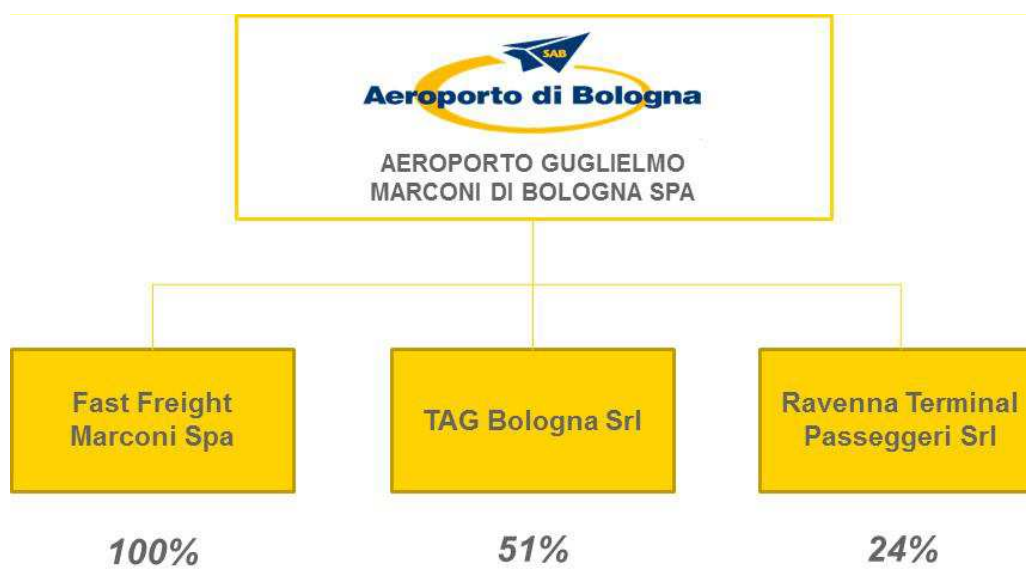 SAB
Aeroporto di Bologna
AEROPORTO GUGLIELMO
MARCONI DI BOLOGNA SPA
Fast Freight
Marconi Spa
TAG Bologna Srl
Ravenna Terminal
Passeggeri Srl
100%
51%
24%